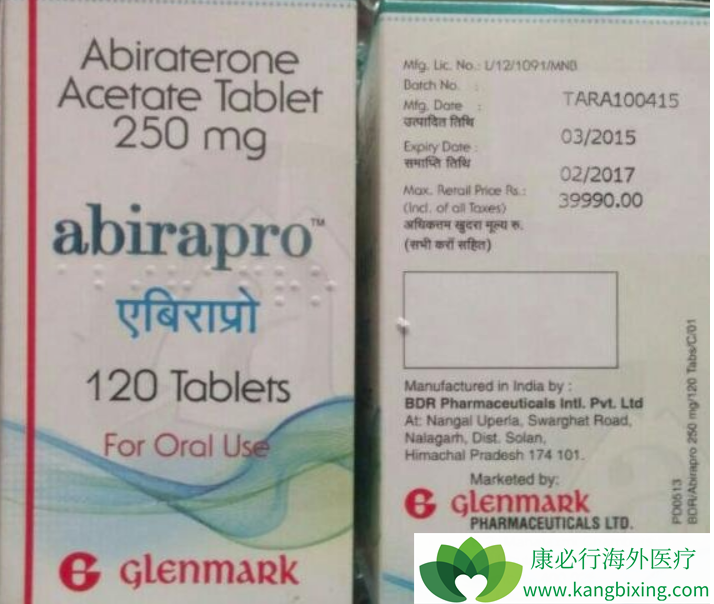 Abiraterone
Acetate Tablet
250 mg
abirapro™
एबिराप्रो
120 Tablets
For Oral Use
GLENMARK
Mfg. Lic. No.: L/12/1091/MNB
Batch No. : TARA100415
Mfg. Date :
उत्पादित तिथि 03/2015
Expiry Date :
समाप्ति तिथि 02/2017
Max. Retail Price Rs.: 39990.00
(Incl. of all Taxes)
अधिकतम खुदरा मूल्य रु.
(सभी करों सहित)
Manufactured in India by :
BDR Pharmaceuticals Intl. Pvt. Ltd
At: Nangal Uperla, Swarghat Road,
Nalagarh, Dist. Solan,
Himachal Pradesh 174 101.
Marketed by:
GLENMARK
PHARMACEUTICALS LTD.
PD0513
BDR/Abirapro 250 mg/120 Tabs/C/01
康必行海外医疗
www.kangbixing.com